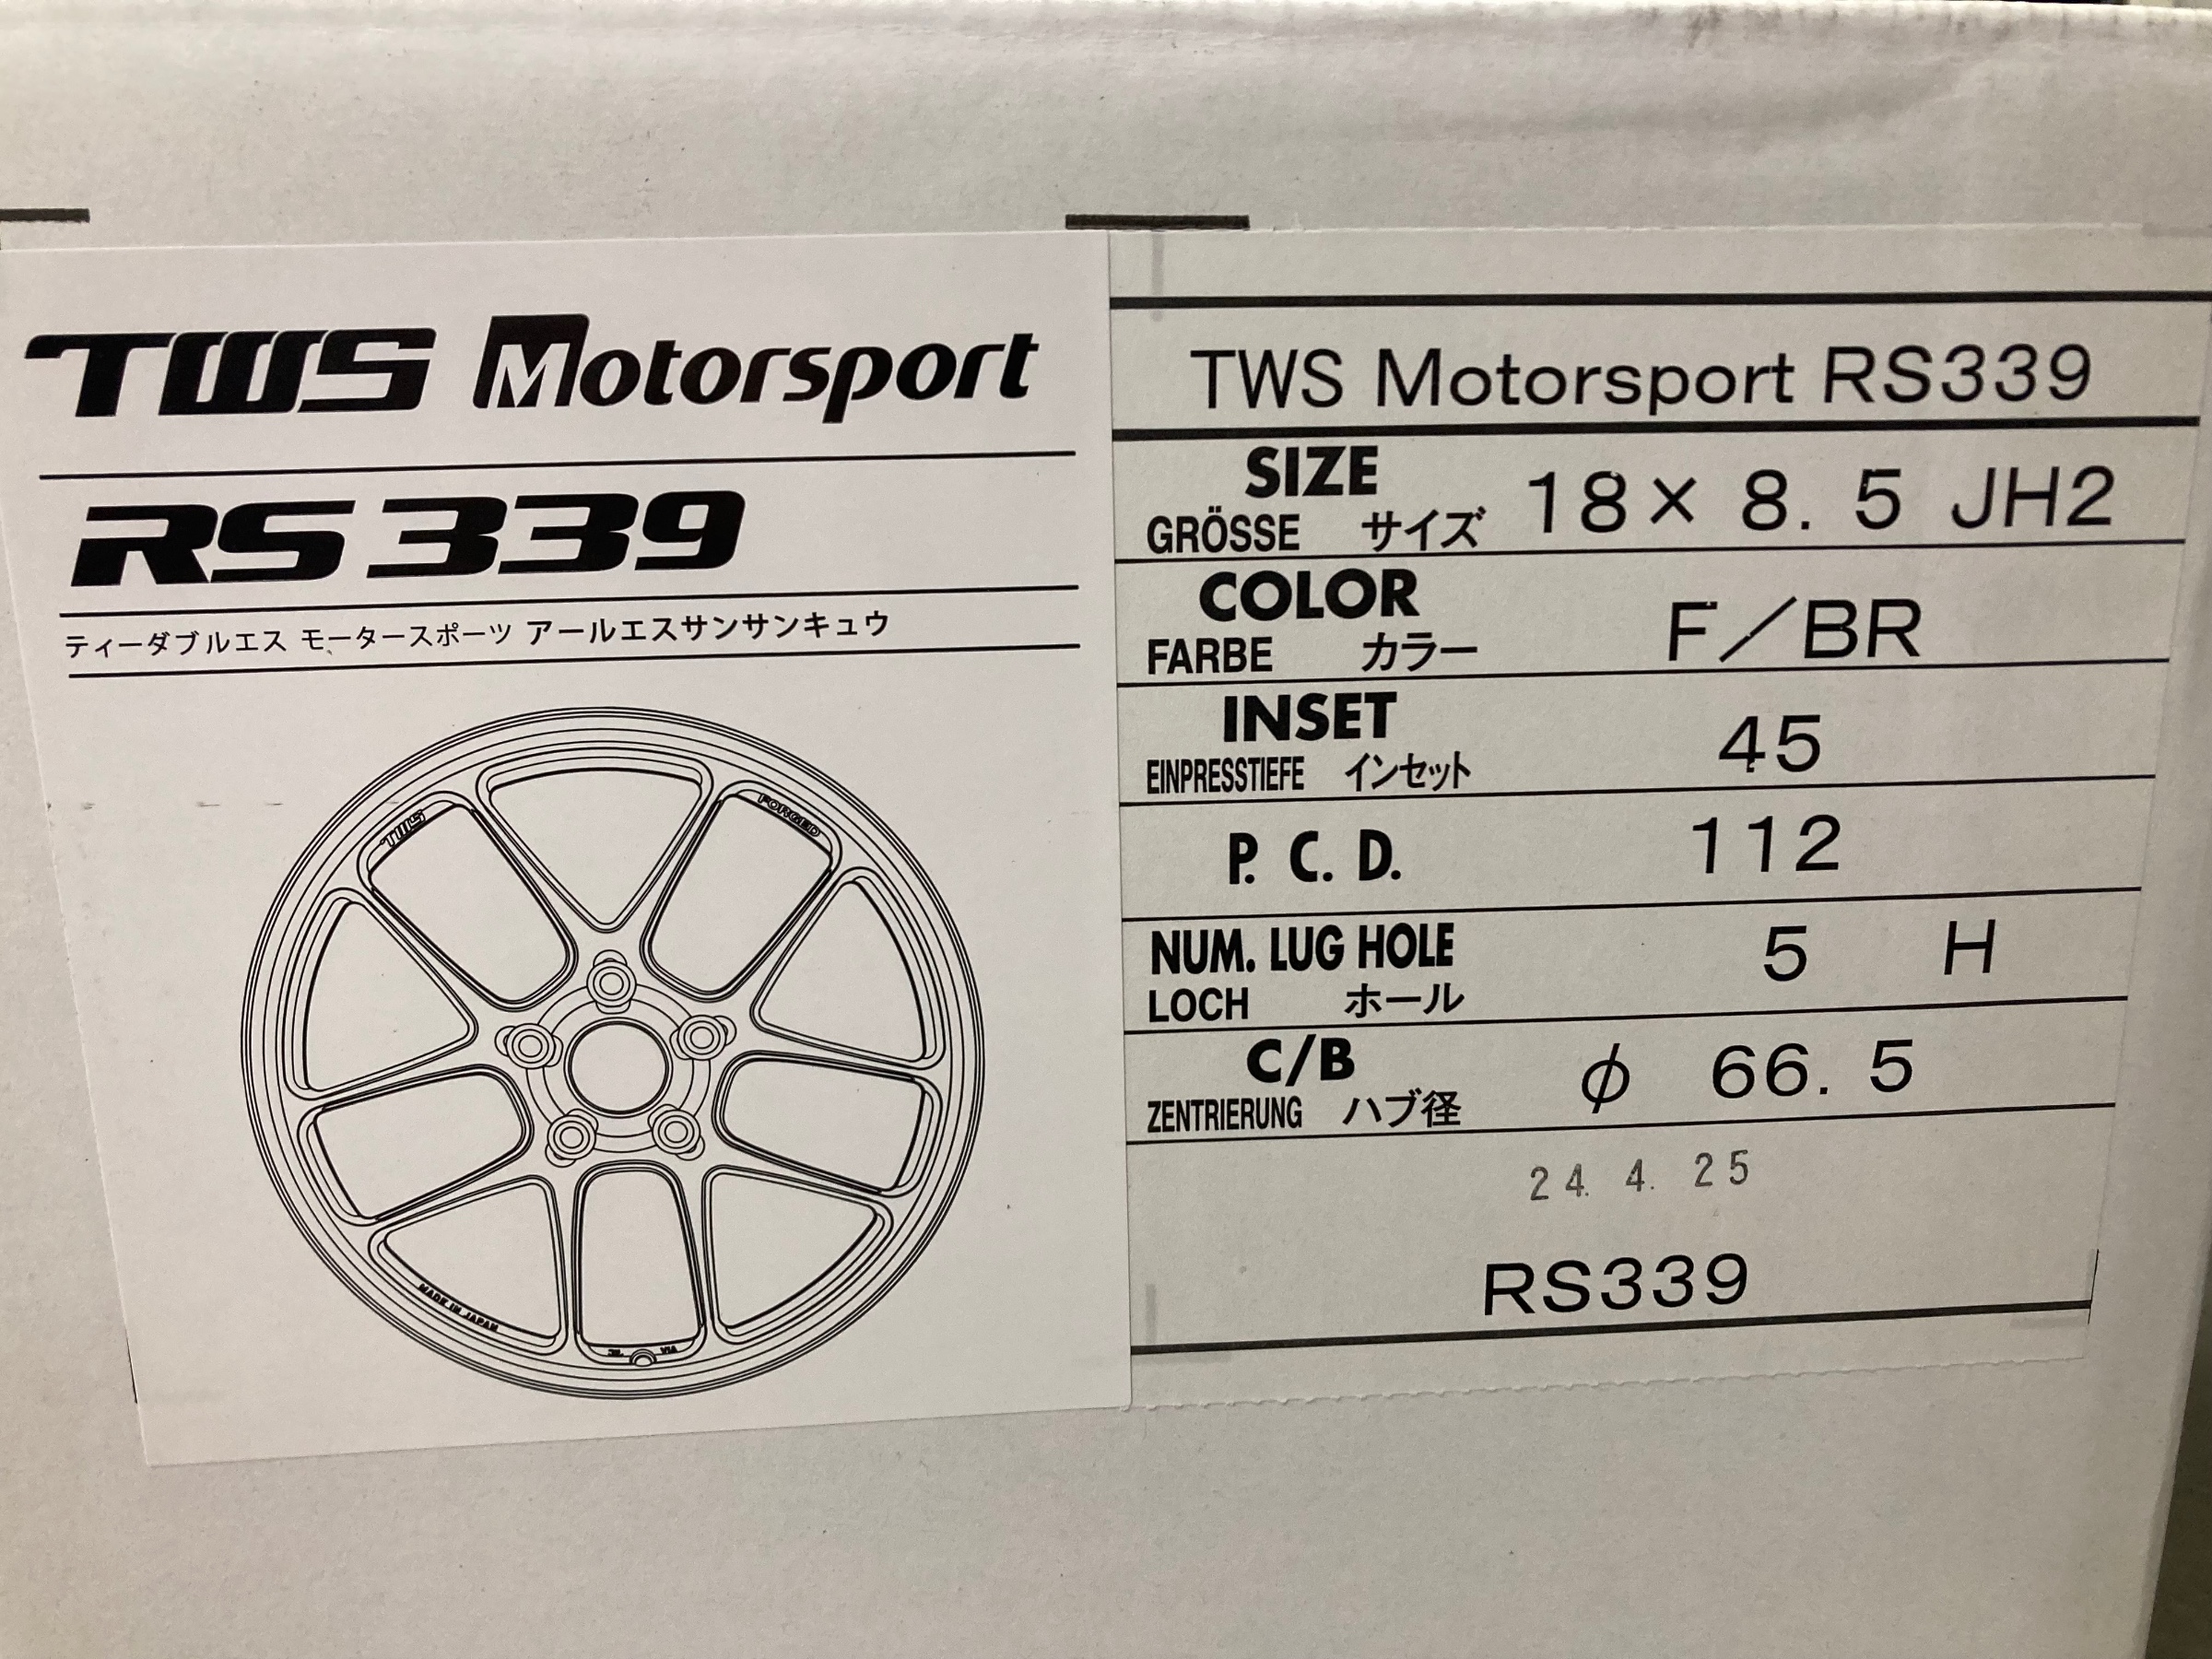 TWS Motorsport
RS339
ティーダブルエス モータースポーツ アールエスサンサンキュウ
TWS
FORGED
MADE IN JAPAN
VIA
TWS Motorsport RS339
SIZE
GRÖSSE サイズ 18× 8. 5 JH2
COLOR
FARBE カラー F／BR
INSET
EINPRESSTIEFE インセット 45
P. C. D. 112
NUM. LUG HOLE 5 H
LOCH ホール
C/B
ZENTRIERUNG ハブ径 φ 66. 5
24. 4. 25
RS339